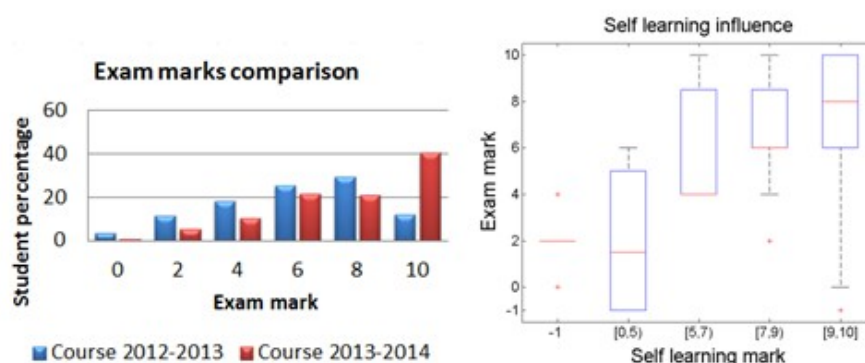 Exam marks comparison
Student percentage
60
40
20
0
0 2 4 6 8 10
Exam mark
Course 2012-2013 Course 2013-2014
Self learning influence
Exam mark
10
8
6
4
2
0
-1
-1 [0,5) [5,7) [7,9) [9,10]
Self learning mark